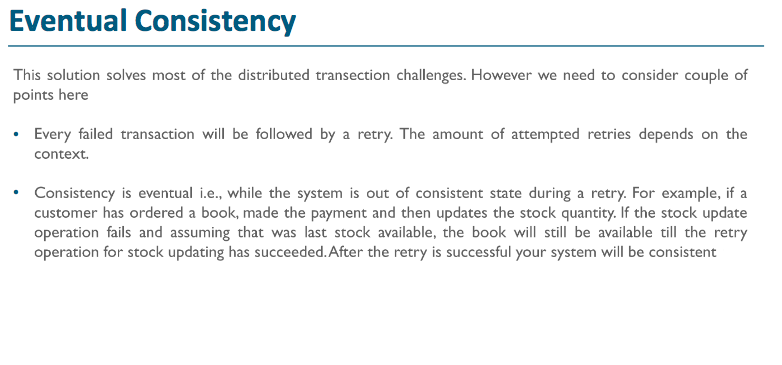 Eventual Consistency
This solution solves most of the distributed transection challenges. However we need to consider couple of
points here
• Every failed transaction will be followed by a retry. The amount of attempted retries depends on the
context.
• Consistency is eventual i.e., while the system is out of consistent state during a retry. For example, if a
customer has ordered a book, made the payment and then updates the stock quantity. If the stock update
operation fails and assuming that was last stock available, the book will still be available till the retry
operation for stock updating has succeeded. After the retry is successful your system will be consistent